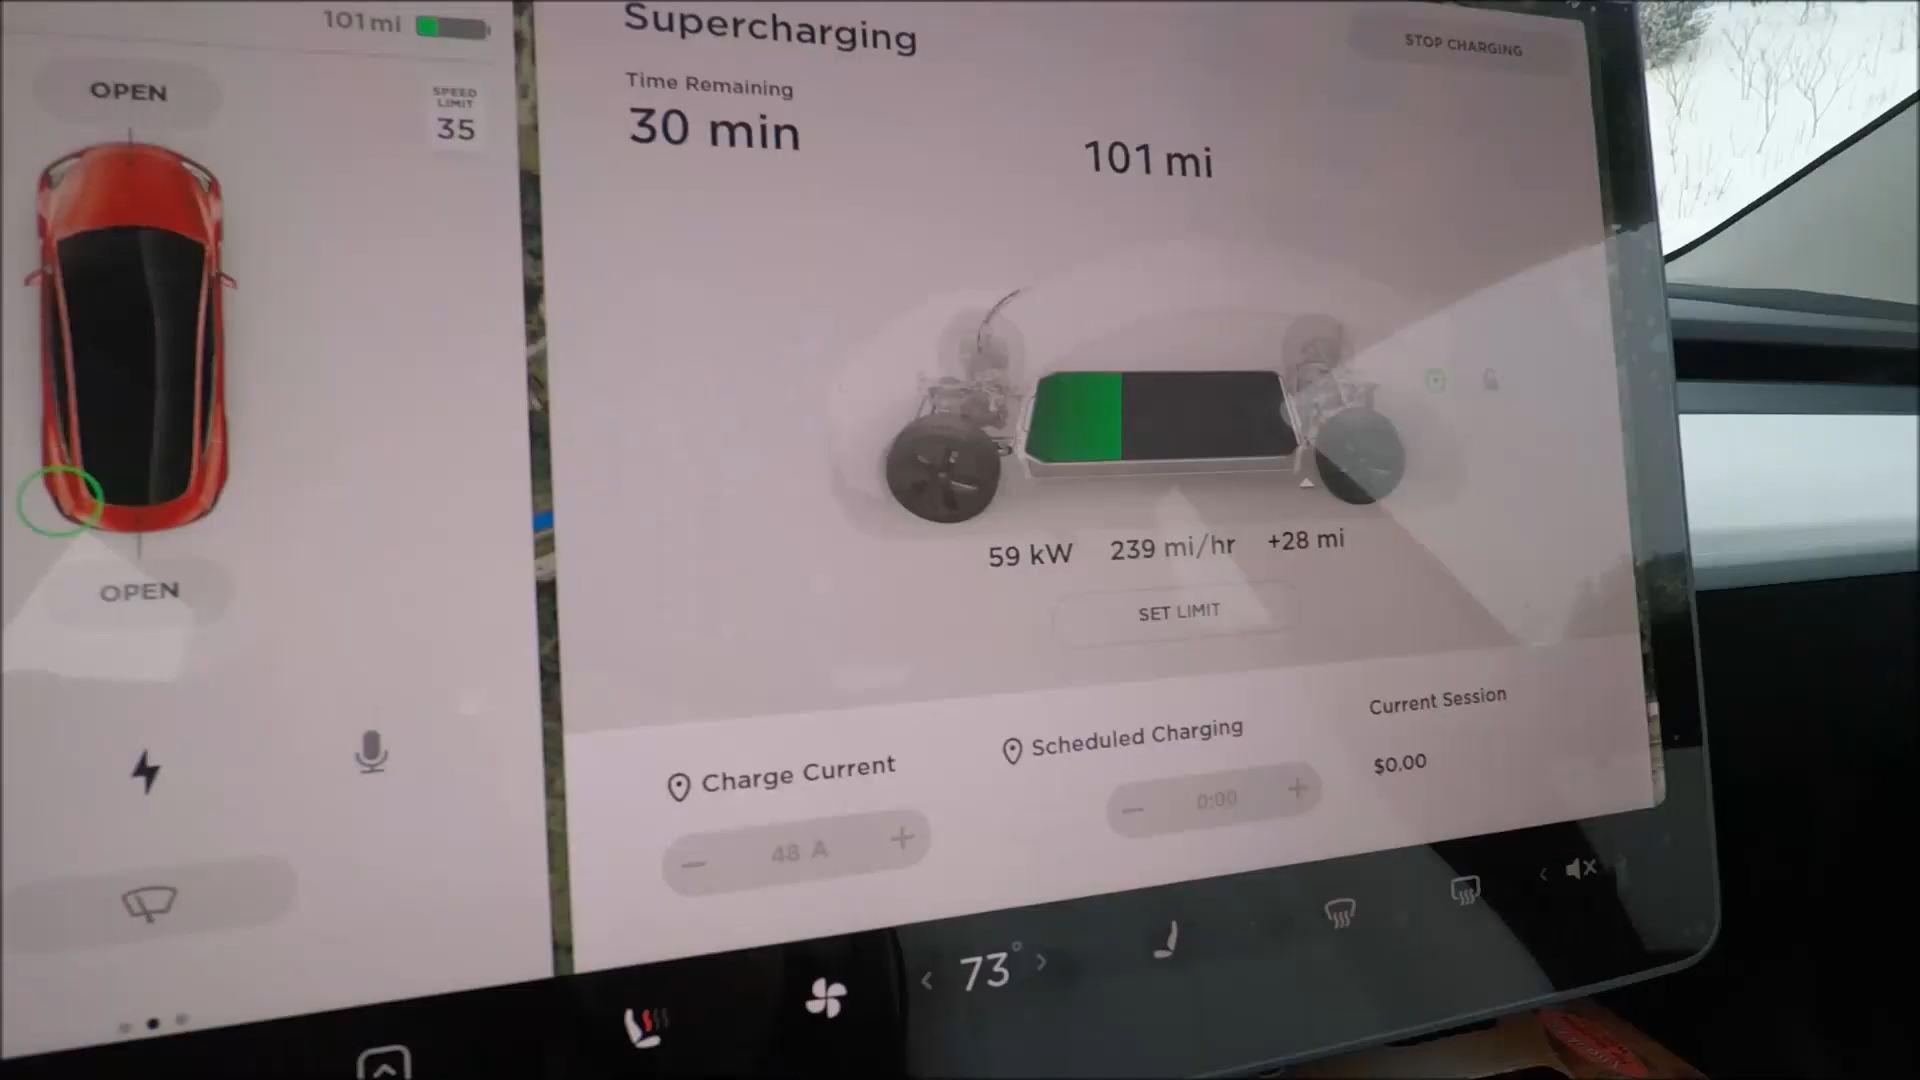 101 mi
OPEN
SPEED
LIMIT
35
OPEN
Supercharging
STOP CHARGING
Time Remaining
30 min
101 mi
59 kW 239 mi/hr +28 mi
SET LIMIT
Charge Current
Scheduled Charging
Current Session
− 48 A +
− 0:00 +
$0.00
< 73° >